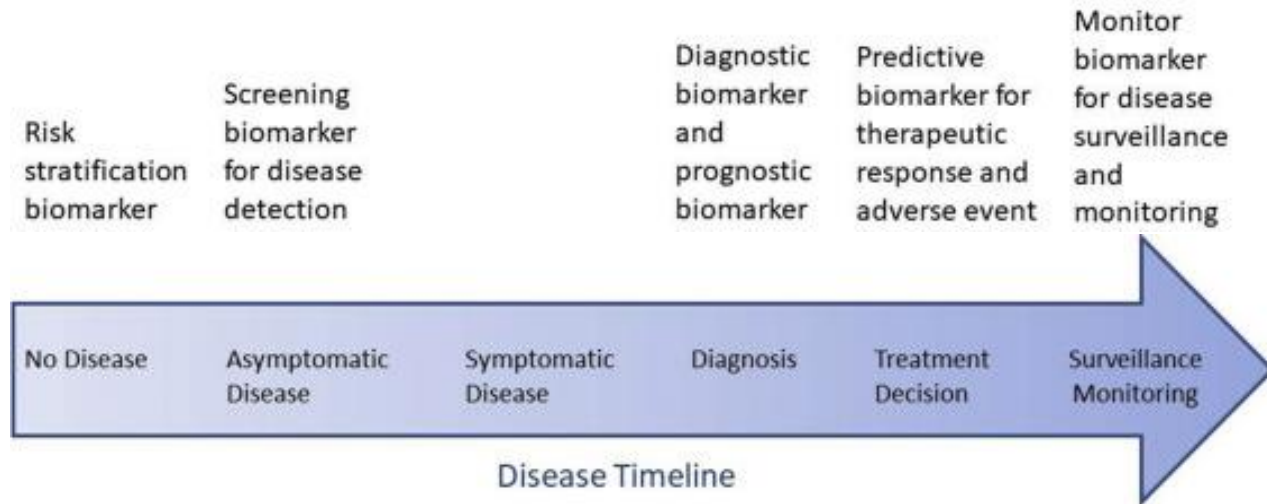 Risk
stratification
biomarker
Screening
biomarker
for disease
detection
Diagnostic
biomarker
and
prognostic
biomarker
Predictive
biomarker for
therapeutic
response and
adverse event
Monitor
biomarker
for disease
surveillance
and
monitoring
No Disease
Asymptomatic
Disease
Symptomatic
Disease
Diagnosis
Treatment
Decision
Surveillance
Monitoring
Disease Timeline